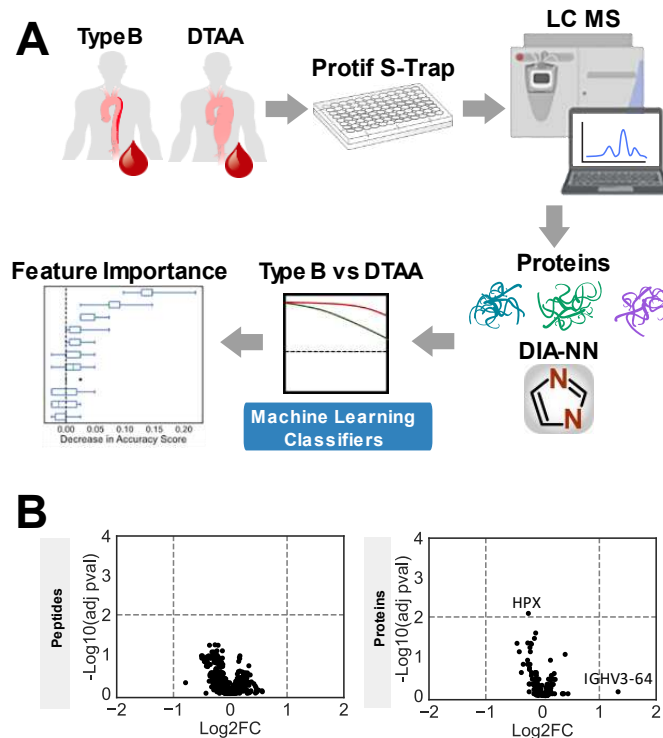 A
Type B
DTAA
Protif S-Trap
LC MS
Proteins
DIA-NN
N
N
Type B vs DTAA
Machine Learning
Classifiers
Feature Importance
0.00 0.05 0.10 0.15 0.20
Decrease in Accuracy Score
B
Peptides
-Log10(adj pval)
4
3
2
1
0
−2 −1 0 1 2
Log2FC
Proteins
-Log10(adj pval)
4
3
2
1
0
HPX
IGHV3-64
−2 −1 0 1 2
Log2FC